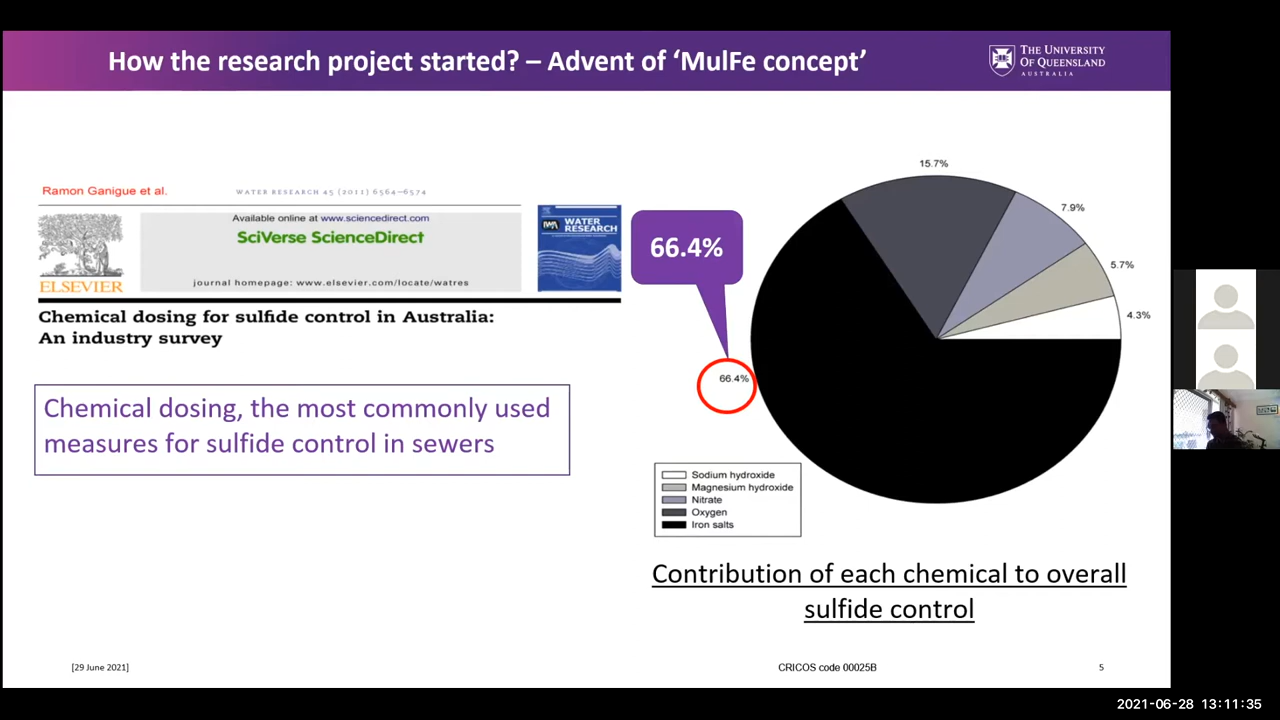 How the research project started? – Advent of ‘MulFe concept’
THE UNIVERSITY
OF QUEENSLAND
AUSTRALIA
Ramon Ganigue et al.
WATER RESEARCH 45 (2011) 6564–6574
Available online at www.sciencedirect.com
SciVerse ScienceDirect
journal homepage: www.elsevier.com/locate/watres
ELSEVIER
IWA
WATER
RESEARCH
Chemical dosing for sulfide control in Australia:
An industry survey
Chemical dosing, the most commonly used
measures for sulfide control in sewers
66.4%
15.7%
7.9%
5.7%
4.3%
66.4%
Sodium hydroxide
Magnesium hydroxide
Nitrate
Oxygen
Iron salts
Contribution of each chemical to overall
sulfide control
[29 June 2021]
CRICOS code 00025B
5
2021-06-28 13:11:35